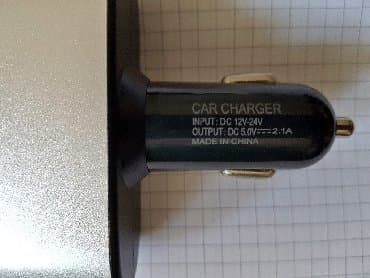 CAR CHARGER
INPUT: DC 12V-24V
OUTPUT: DC 5.0V⎓2.1A
MADE IN CHINA